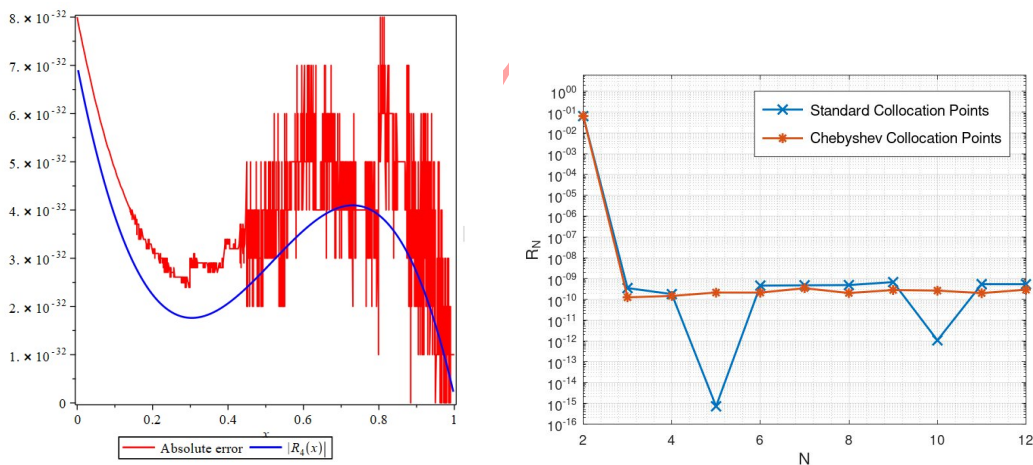 8. × 10⁻³²
7. × 10⁻³²
6. × 10⁻³²
5. × 10⁻³²
4. × 10⁻³²
3. × 10⁻³²
2. × 10⁻³²
1. × 10⁻³²
0
0 0.2 0.4 0.6 0.8 1
x
Absolute error |R₄(x)|
10⁰⁰
10⁻⁰¹
10⁻⁰²
10⁻⁰³
10⁻⁰⁴
10⁻⁰⁵
10⁻⁰⁶
10⁻⁰⁷
10⁻⁰⁸
10⁻⁰⁹
10⁻¹⁰
10⁻¹¹
10⁻¹²
10⁻¹³
10⁻¹⁴
10⁻¹⁵
10⁻¹⁶
R_N
Standard Collocation Points
Chebyshev Collocation Points
2 4 6 8 10 12
N